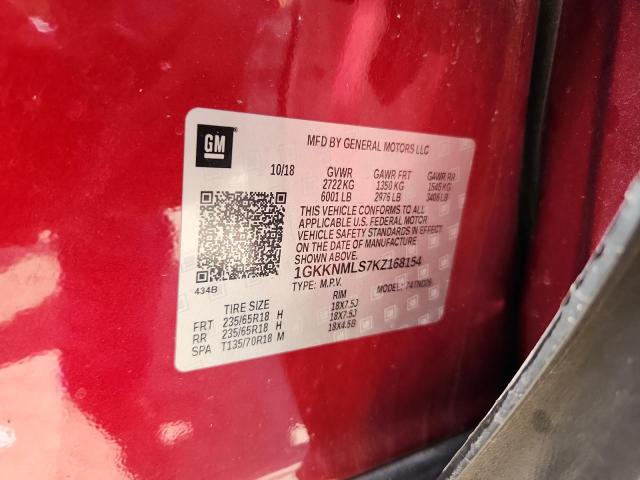 GM
MFD BY GENERAL MOTORS LLC
10/18 GVWR GAWR FRT GAWR RR
2722 KG 1350 KG 1545 KG
6001 LB 2976 LB 3406 LB
THIS VEHICLE CONFORMS TO ALL
APPLICABLE U.S. FEDERAL MOTOR
VEHICLE SAFETY STANDARDS IN EFFECT
ON THE DATE OF MANUFACTURE
SHOWN ABOVE.
1GKKNMLS7KZ168154
434B TYPE: M.P.V. MODEL:
TIRE SIZE RIM
FRT 235/65R18 H 18X7.5J
RR 235/65R18 H 18X7.5J
SPA T135/70R18 M 18X4.5B